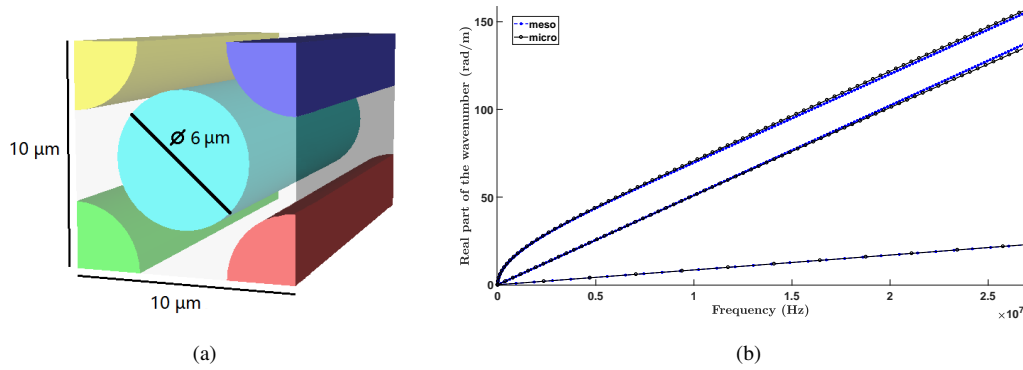 10 μm
Ø 6 μm
10 μm
(a)
Real part of the wavenumber (rad/m)
150
100
50
0
meso
micro
0 0.5 1 1.5 2 2.5
Frequency (Hz)
×10⁷
(b)